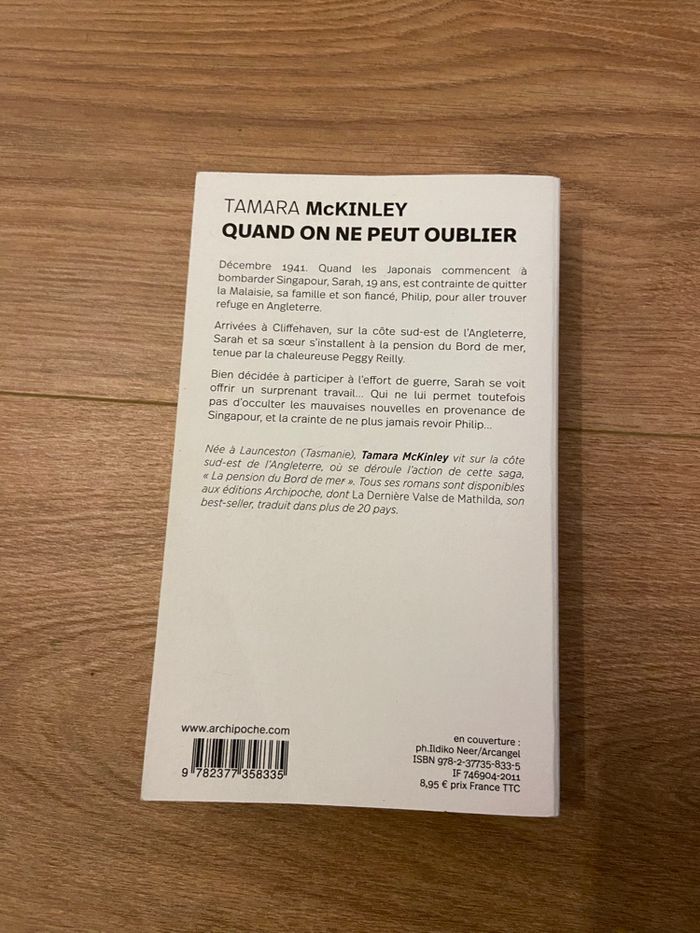 TAMARA McKINLEY
QUAND ON NE PEUT OUBLIER
Décembre 1941. Quand les Japonais commencent à
bombarder Singapour, Sarah, 19 ans, est contrainte de quitter
la Malaisie, sa famille et son fiancé, Philip, pour aller trouver
refuge en Angleterre.
Arrivées à Cliffehaven, sur la côte sud-est de l'Angleterre,
Sarah et sa sœur s'installent à la pension du Bord de mer,
tenue par la chaleureuse Peggy Reilly.
Bien décidée à participer à l'effort de guerre, Sarah se voit
offrir un surprenant travail... Qui ne lui permet toutefois
pas d'occulter les mauvaises nouvelles en provenance de
Singapour, et la crainte de ne plus jamais revoir Philip...
Née à Launceston (Tasmanie), Tamara McKinley vit sur la côte
sud-est de l'Angleterre, où se déroule l'action de cette saga,
« La pension du Bord de mer ». Tous ses romans sont disponibles
aux éditions Archipoche, dont La Dernière Valse de Mathilda, son
best-seller, traduit dans plus de 20 pays.
www.archipoche.com
9 782377 358335
en couverture :
ph.Ildiko Neer/Arcangel
ISBN 978-2-37735-833-5
IF 746904-2011
8,95 € prix France TTC